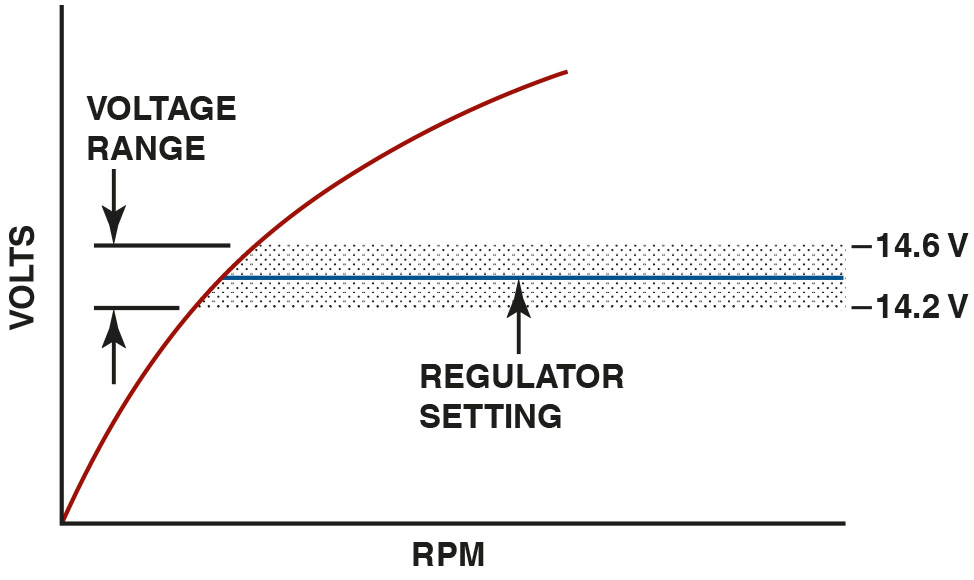 VOLTAGE
RANGE
VOLTS
–14.6 V
–14.2 V
REGULATOR
SETTING
RPM